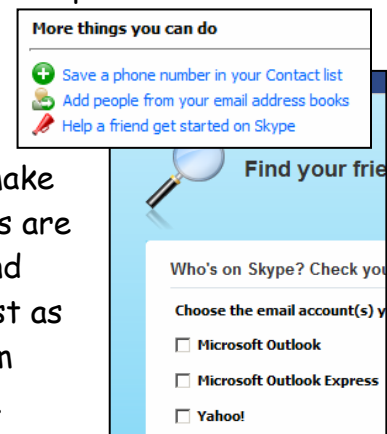 More things you can do
Save a phone number in your Contact list
Add people from your email address books
Help a friend get started on Skype
Find your frie
Who's on Skype? Check you
Choose the email account(s) y
Microsoft Outlook
Microsoft Outlook Express
Yahoo!
ake
s are
nd
st as